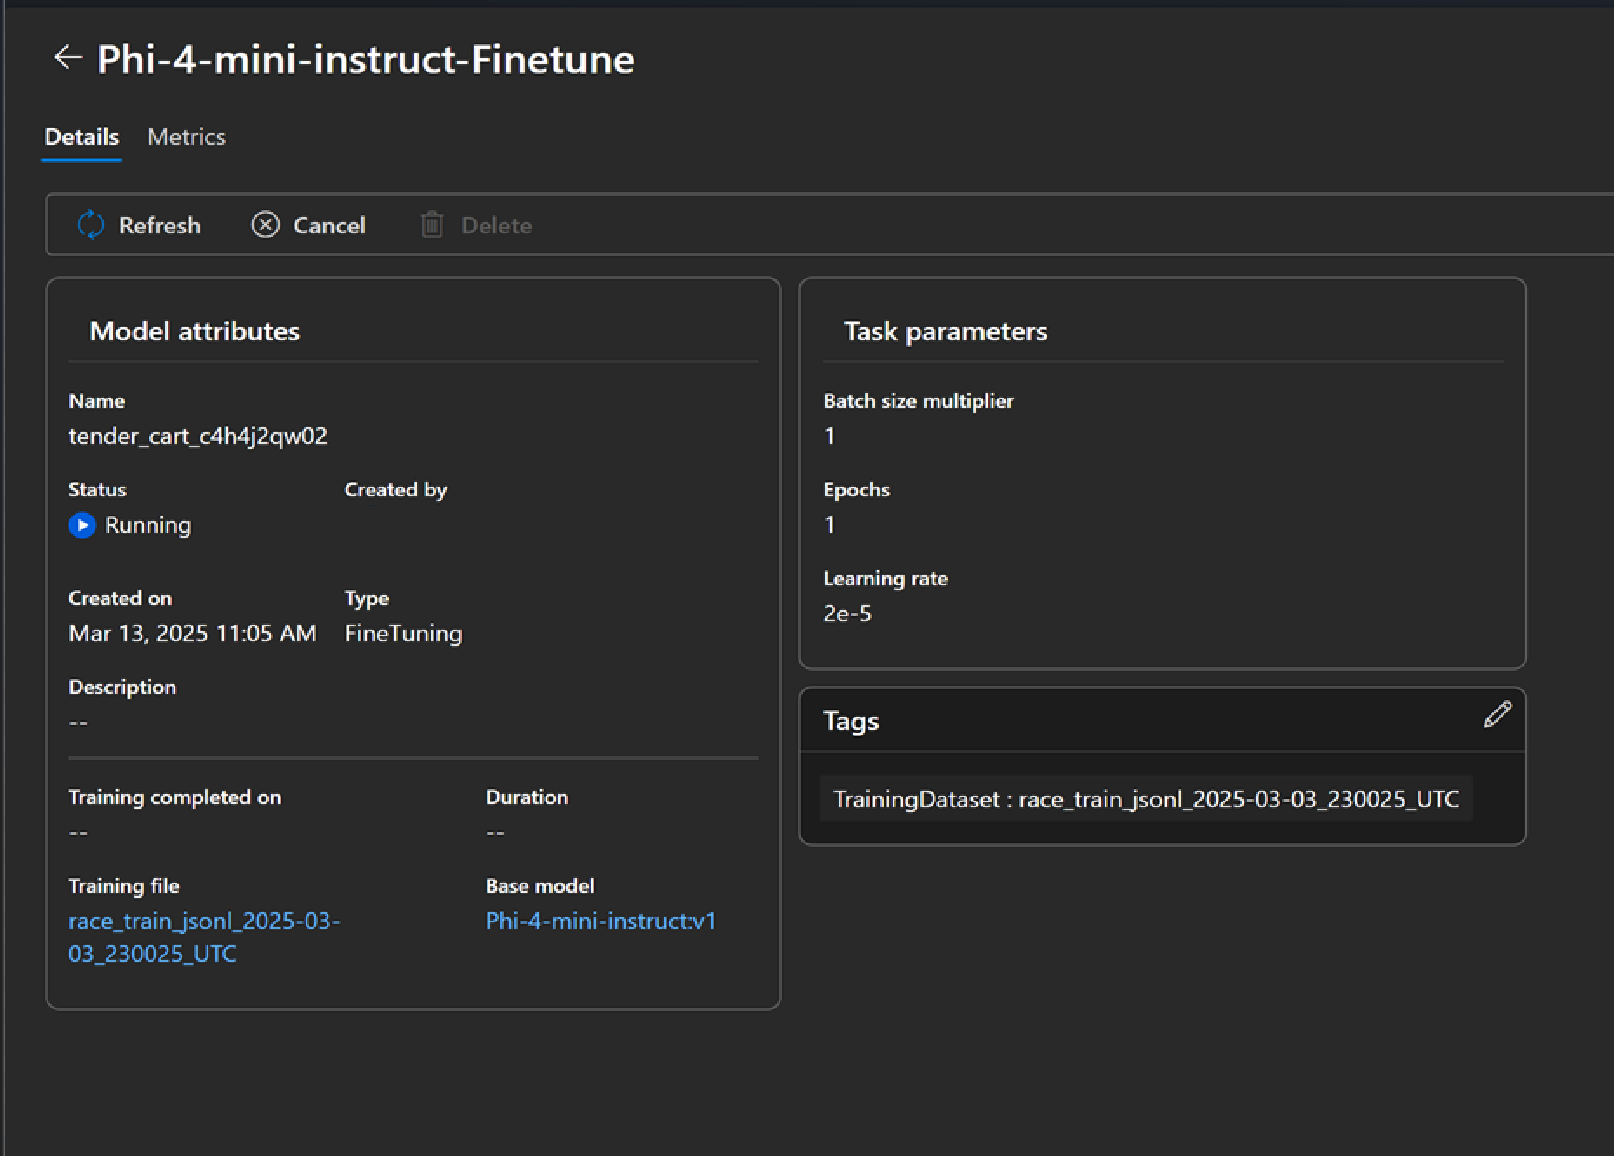 Phi-4-mini-instruct-Finetune
Details Metrics
Refresh Cancel Delete
Model attributes
Name
tender_cart_c4h4j2qw02
Status Created by
Running
Created on Type
Mar 13, 2025 11:05 AM FineTuning
Description
--
Training completed on Duration
-- --
Training file Base model
race_train_jsonl_2025-03- Phi-4-mini-instruct:v1
03_230025_UTC
Task parameters
Batch size multiplier
1
Epochs
1
Learning rate
2e-5
Tags
TrainingDataset : race_train_jsonl_2025-03-03_230025_UTC